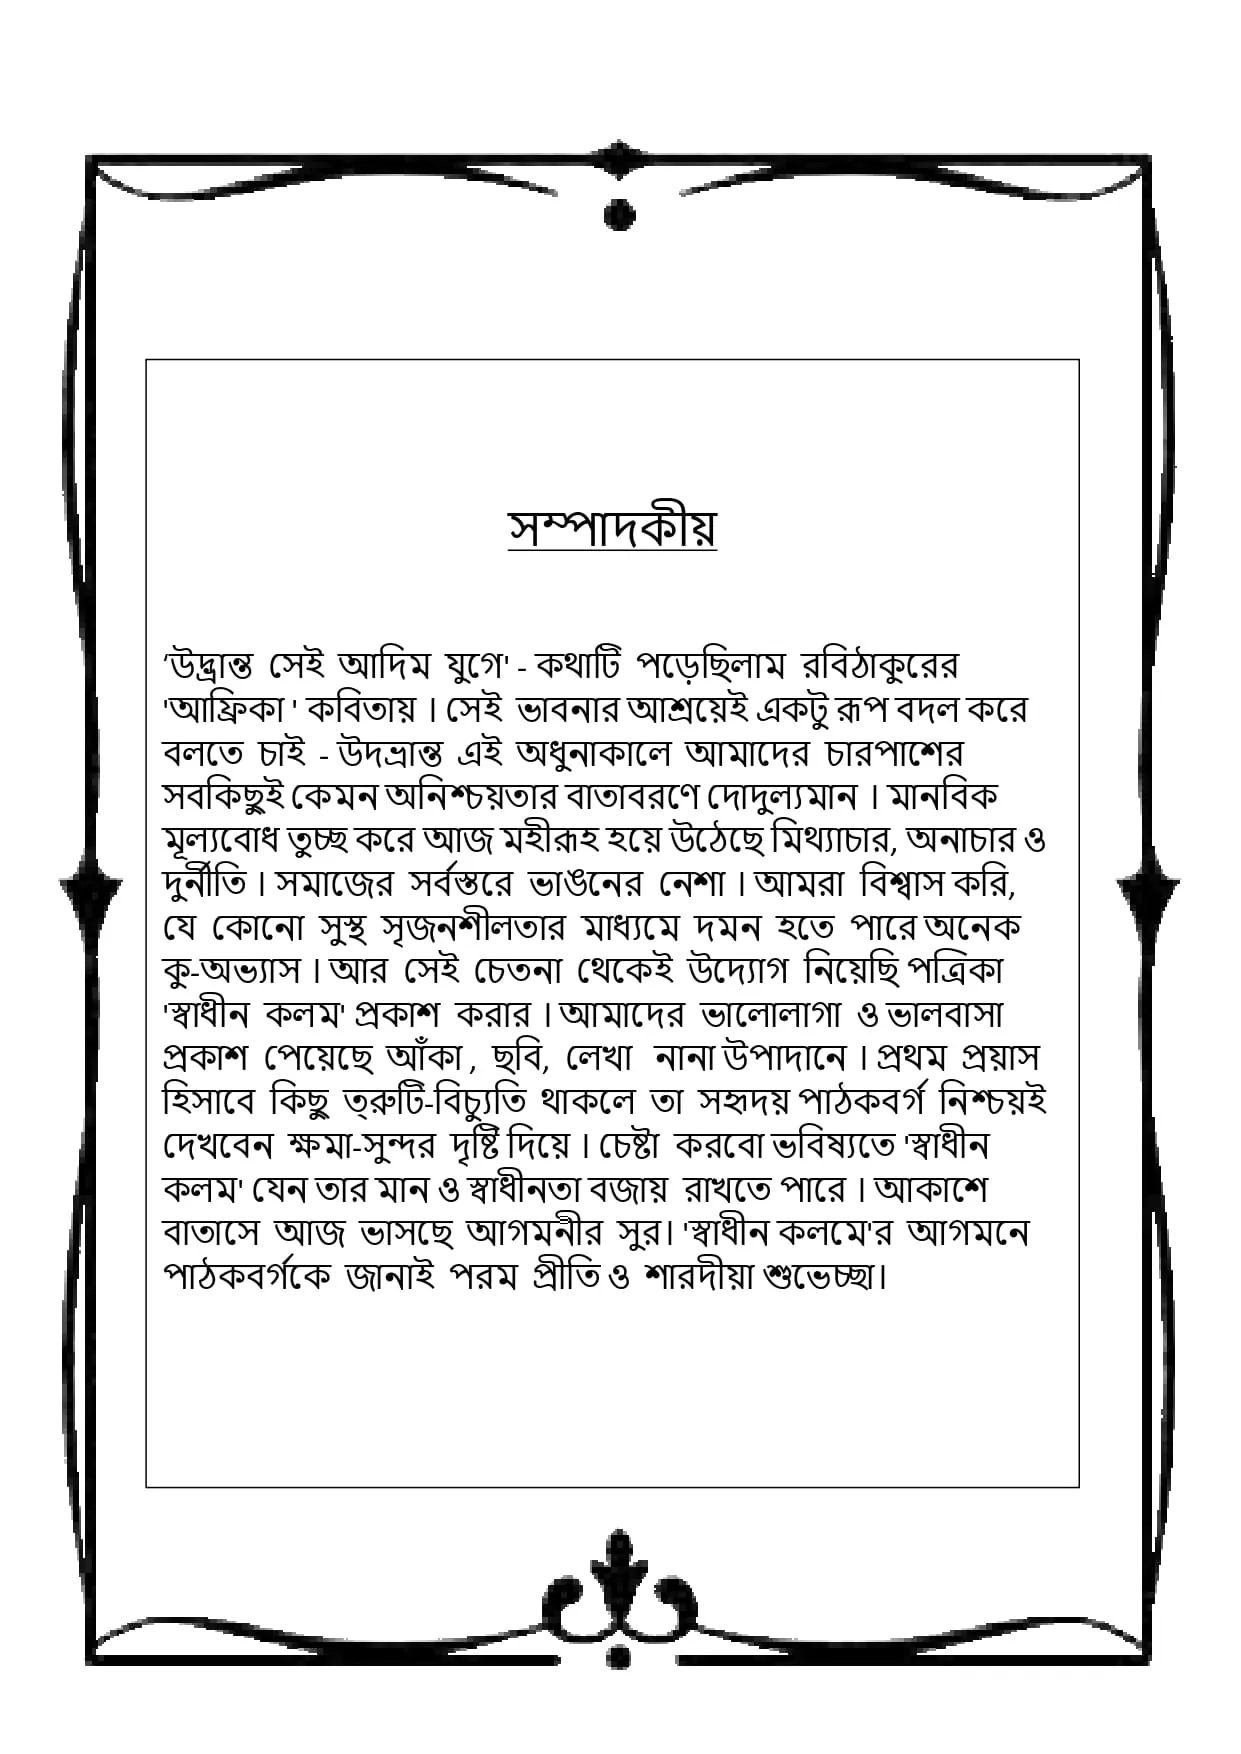 সম্পাদকীয়
'উদ্ভ্রান্ত সেই আদিম যুগে' - কথাটি পড়েছিলাম রবিঠাকুরের
'আফ্রিকা ' কবিতায় । সেই ভাবনার আশ্রয়েই একটু রূপ বদল করে
বলতে চাই - উদভ্রান্ত এই অধুনাকালে আমাদের চারপাশের
সবকিছুই কেমন অনিশ্চয়তার বাতাবরণে দোদুল্যমান । মানবিক
মূল্যবোধ তুচ্ছ করে আজ মহীরূহ হয়ে উঠেছে মিথ্যাচার, অনাচার ও
দুর্নীতি । সমাজের সর্বস্তরে ভাঙনের নেশা । আমরা বিশ্বাস করি,
যে কোনো সুস্থ সৃজনশীলতার মাধ্যমে দমন হতে পারে অনেক
কু-অভ্যাস । আর সেই চেতনা থেকেই উদ্যোগ নিয়েছি পত্রিকা
'স্বাধীন কলম' প্রকাশ করার । আমাদের ভালোলাগা ও ভালবাসা
প্রকাশ পেয়েছে আঁকা , ছবি, লেখা নানা উপাদানে । প্রথম প্রয়াস
হিসাবে কিছু ত্রুটি-বিচ্যুতি থাকলে তা সহৃদয় পাঠকবর্গ নিশ্চয়ই
দেখবেন ক্ষমা-সুন্দর দৃষ্টি দিয়ে । চেষ্টা করবো ভবিষ্যতে 'স্বাধীন
কলম' যেন তার মান ও স্বাধীনতা বজায় রাখতে পারে । আকাশে
বাতাসে আজ ভাসছে আগমনীর সুর। 'স্বাধীন কলমে'র আগমনে
পাঠকবর্গকে জানাই পরম প্রীতি ও শারদীয়া শুভেচ্ছা।